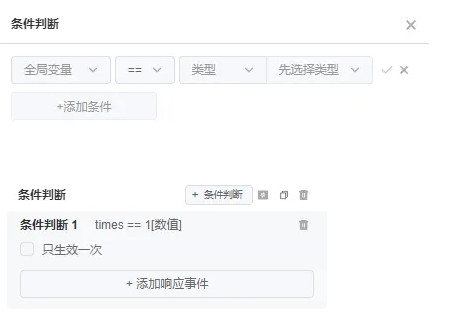 条件判断
全局变量 == 类型 先选择类型
+添加条件
条件判断 + 条件判断
条件判断 1 times == 1[数值]
只生效一次
+ 添加响应事件